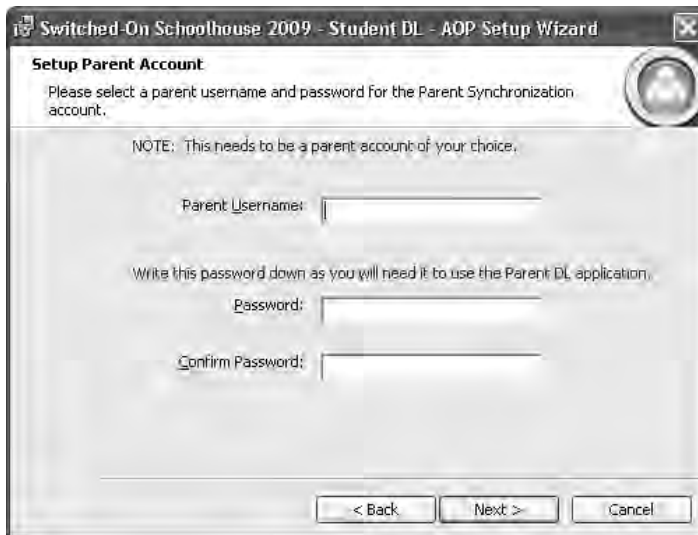 Switched-On Schoolhouse 2009 - Student DL - AOP Setup Wizard
Setup Parent Account
Please select a parent username and password for the Parent Synchronization
account.
NOTE: This needs to be a parent account of your choice.
Parent Username:
Write this password down as you will need it to use the Parent DL application.
Password:
Confirm Password:
< Back Next > Cancel